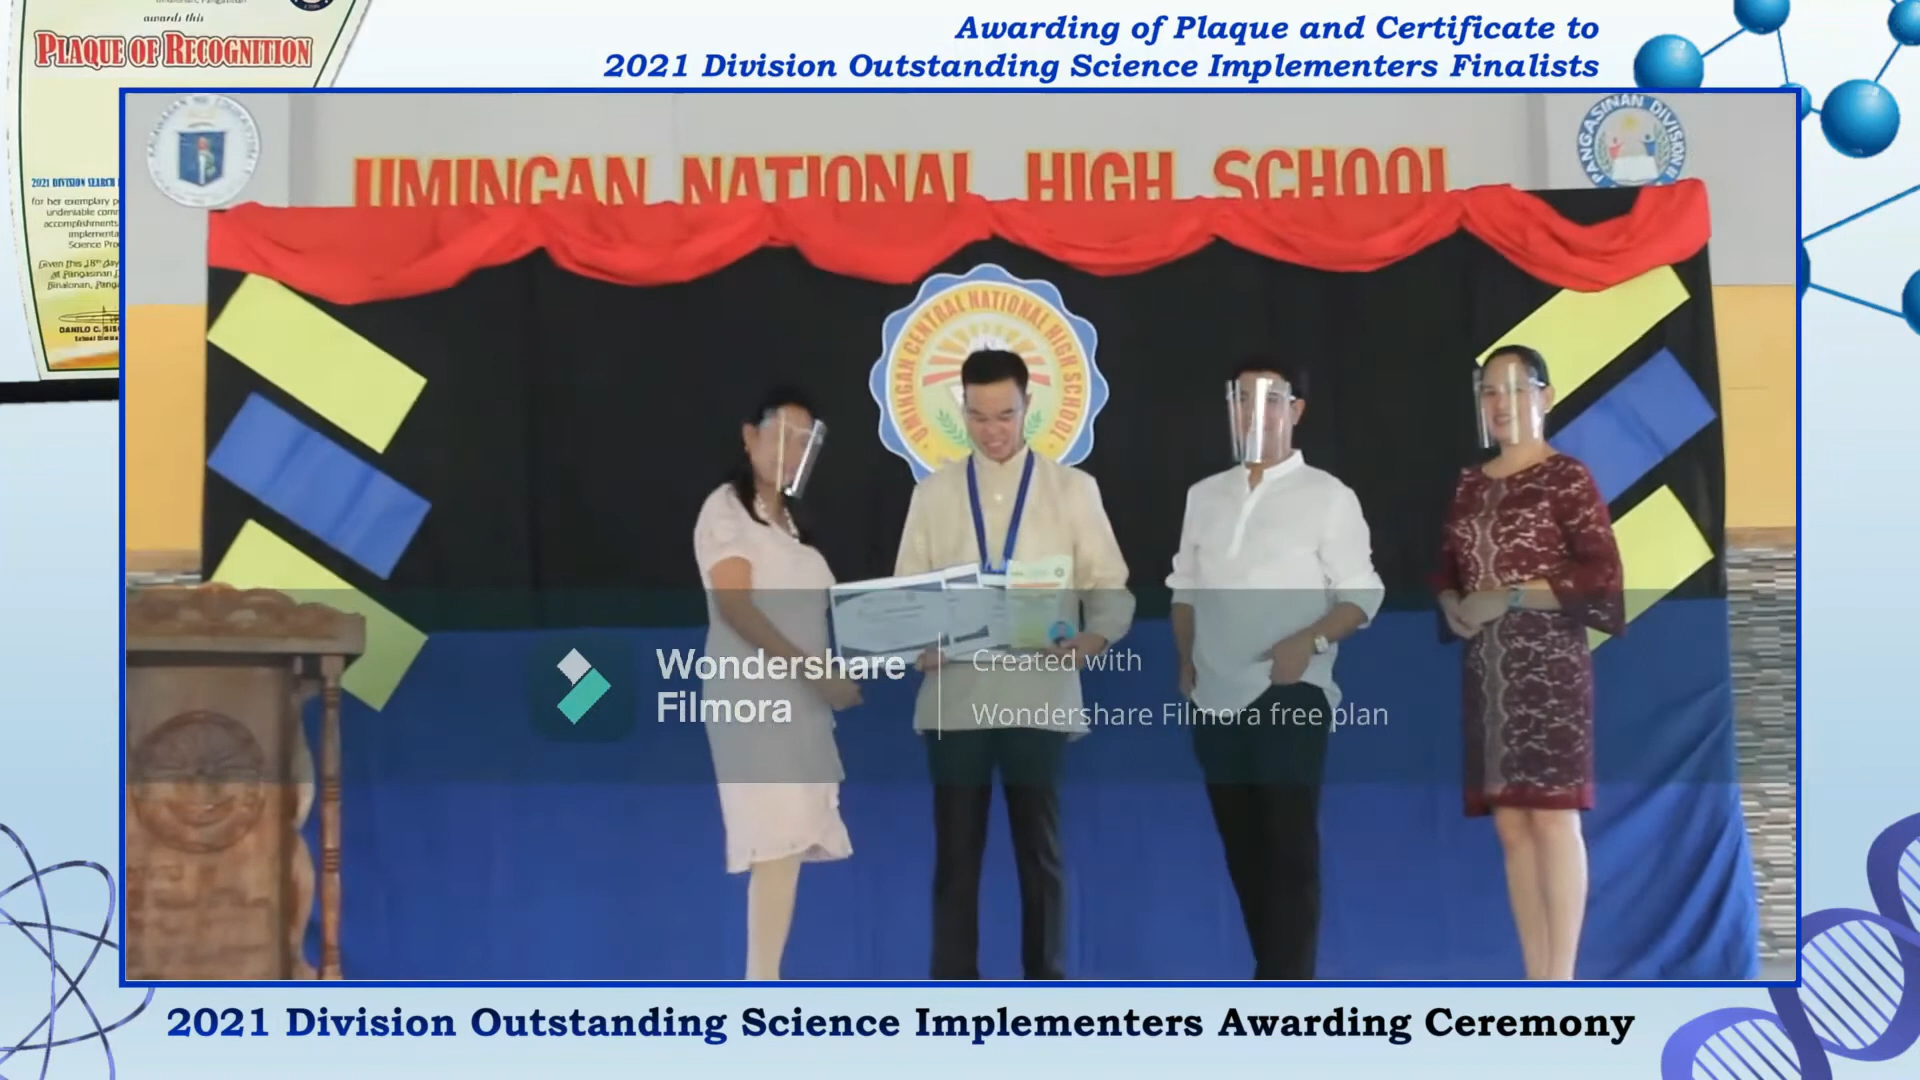 awards this
PLAQUE OF RECOGNITION
2021 DIVISION SEARCH
for her exemplary
undeniable
accomplishments
Science
Given this 18th day
at Pangasinan
Binalonan,
DANILO C.
Awarding of Plaque and Certificate to
2021 Division Outstanding Science Implementers Finalists
UMINGAN NATIONAL HIGH SCHOOL
PANGASINAN DIVISION II
UMINGAN CENTRAL NATIONAL HIGH SCHOOL
Wondershare
Filmora
Created with
Wondershare Filmora free plan
2021 Division Outstanding Science Implementers Awarding Ceremony